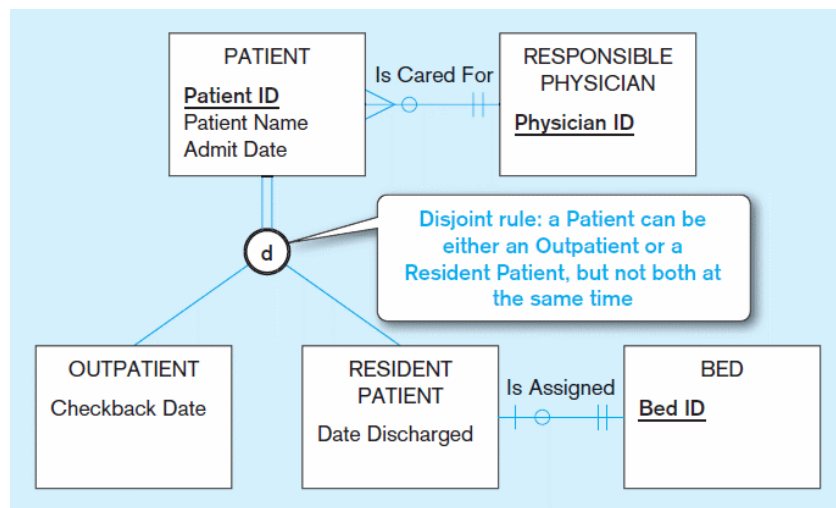 PATIENT
Patient ID
Patient Name
Admit Date
Is Cared For
RESPONSIBLE
PHYSICIAN
Physician ID
d
Disjoint rule: a Patient can be
either an Outpatient or a
Resident Patient, but not both at
the same time
OUTPATIENT
Checkback Date
RESIDENT
PATIENT
Date Discharged
Is Assigned
BED
Bed ID